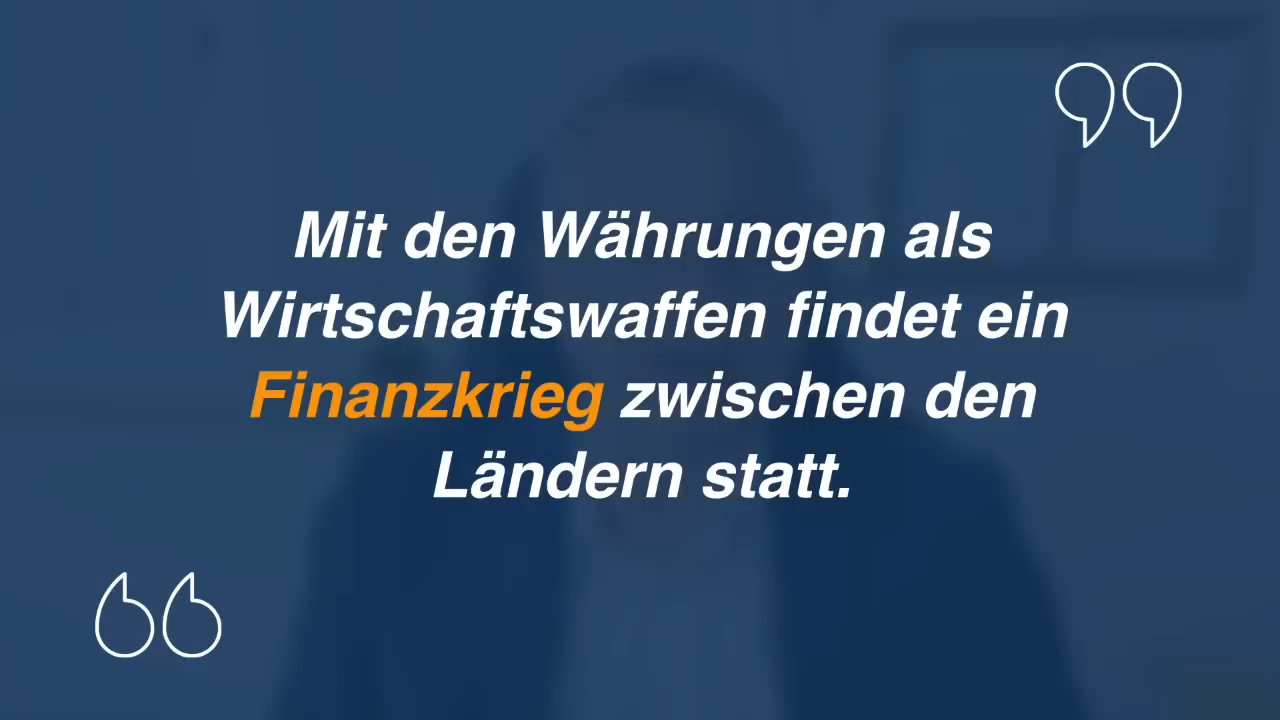 Mit den Währungen als
Wirtschaftswaffen findet ein
Finanzkrieg zwischen den
Ländern statt.